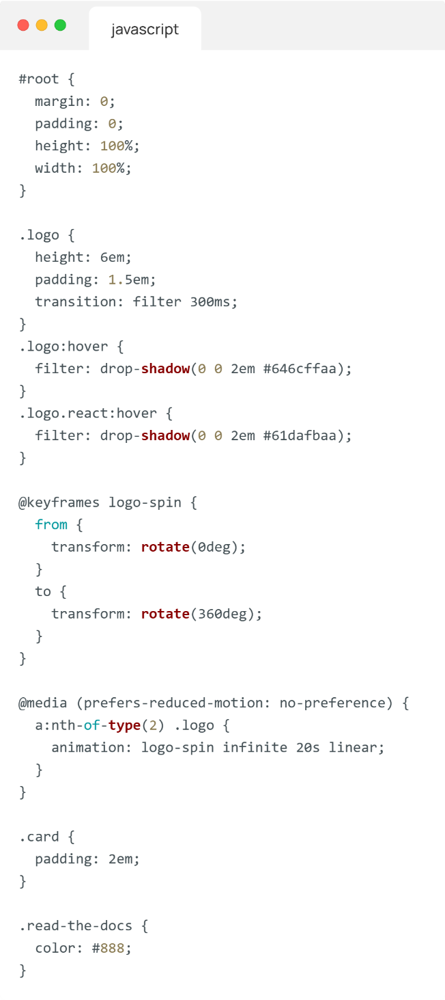 javascript
#root {
  margin: 0;
  padding: 0;
  height: 100%;
  width: 100%;
}

.logo {
  height: 6em;
  padding: 1.5em;
  transition: filter 300ms;
}
.logo:hover {
  filter: drop-shadow(0 0 2em #646cffaa);
}
.logo.react:hover {
  filter: drop-shadow(0 0 2em #61dafbaa);
}

@keyframes logo-spin {
  from {
    transform: rotate(0deg);
  }
  to {
    transform: rotate(360deg);
  }
}

@media (prefers-reduced-motion: no-preference) {
  a:nth-of-type(2) .logo {
    animation: logo-spin infinite 20s linear;
  }
}

.card {
  padding: 2em;
}

.read-the-docs {
  color: #888;
}